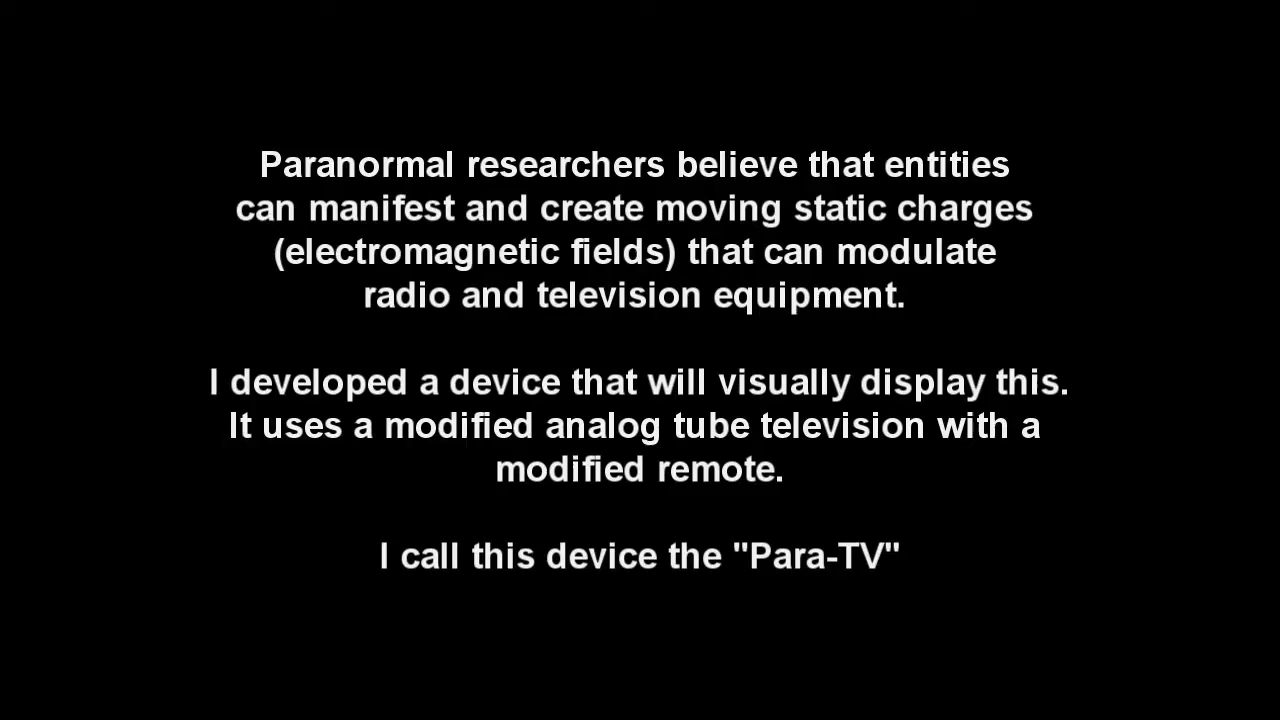 Paranormal researchers believe that entities
can manifest and create moving static charges
(electromagnetic fields) that can modulate
radio and television equipment.
I developed a device that will visually display this.
It uses a modified analog tube television with a
modified remote.
I call this device the "Para-TV"